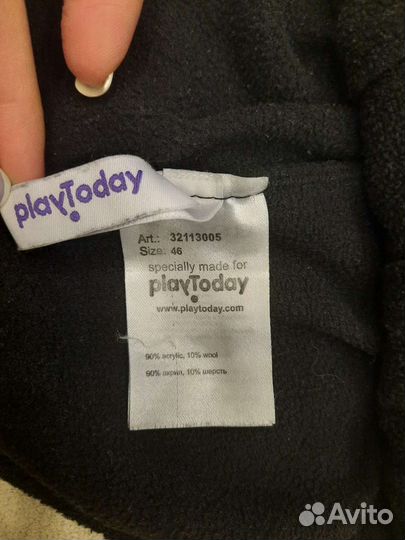 playToday
Art.: 32113005
Size: 46
specially made for
playToday
www.playtoday.com
90% acrylic, 10% wool
90% акрил, 10% шерсть
Avito